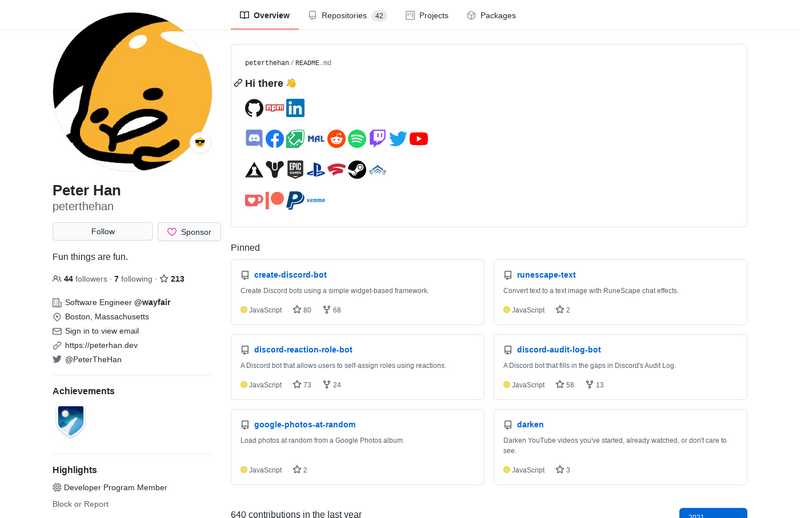 Overview
Repositories 42
Projects
Packages
Peter Han
peterthehan
Follow
Sponsor
Fun things are fun.
44 followers · 7 following · 213
Software Engineer @wayfair
Boston, Massachusetts
Sign in to view email
https://peterhan.dev
@PeterTheHan
Achievements
Highlights
Developer Program Member
Block or Report
peterthehan / README.md
Hi there 👋
npm
in
MAL
EPIC GAMES
venmo
Pinned
create-discord-bot
Create Discord bots using a simple widget-based framework.
JavaScript 80 68
runescape-text
Convert text to a text image with RuneScape chat effects.
JavaScript 2
discord-reaction-role-bot
A Discord bot that allows users to self-assign roles using reactions.
JavaScript 73 24
discord-audit-log-bot
A Discord bot that fills in the gaps in Discord's Audit Log.
JavaScript 56 13
google-photos-at-random
Load photos at random from a Google Photos album.
JavaScript 2
darken
Darken YouTube videos you've started, already watched, or don't care to
see.
JavaScript 3
640 contributions in the last year
2021